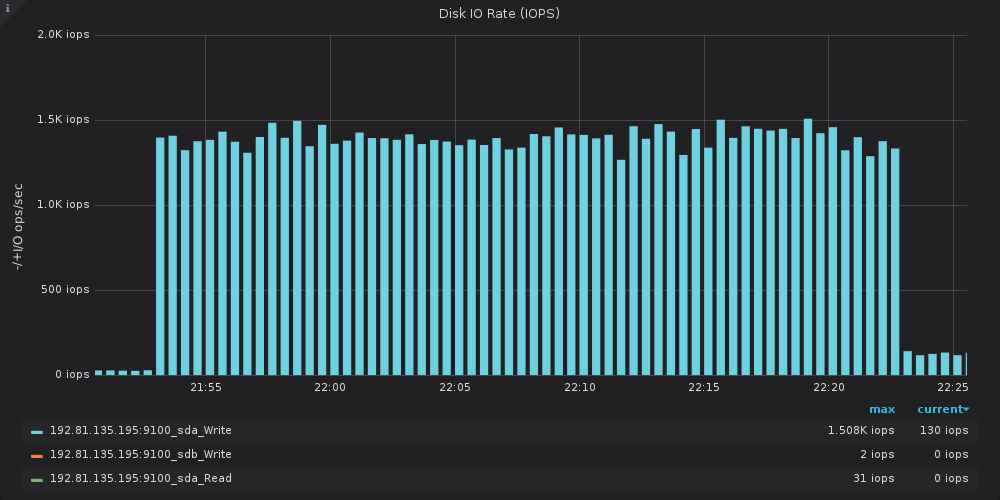 i
Disk IO Rate (IOPS)
2.0K iops
1.5K iops
1.0K iops
500 iops
0 iops
-/+I/O ops/sec
21:55 22:00 22:05 22:10 22:15 22:20 22:25
max current
192.81.135.195:9100_sda_Write 1.508K iops 130 iops
192.81.135.195:9100_sdb_Write 2 iops 0 iops
192.81.135.195:9100_sda_Read 31 iops 0 iops